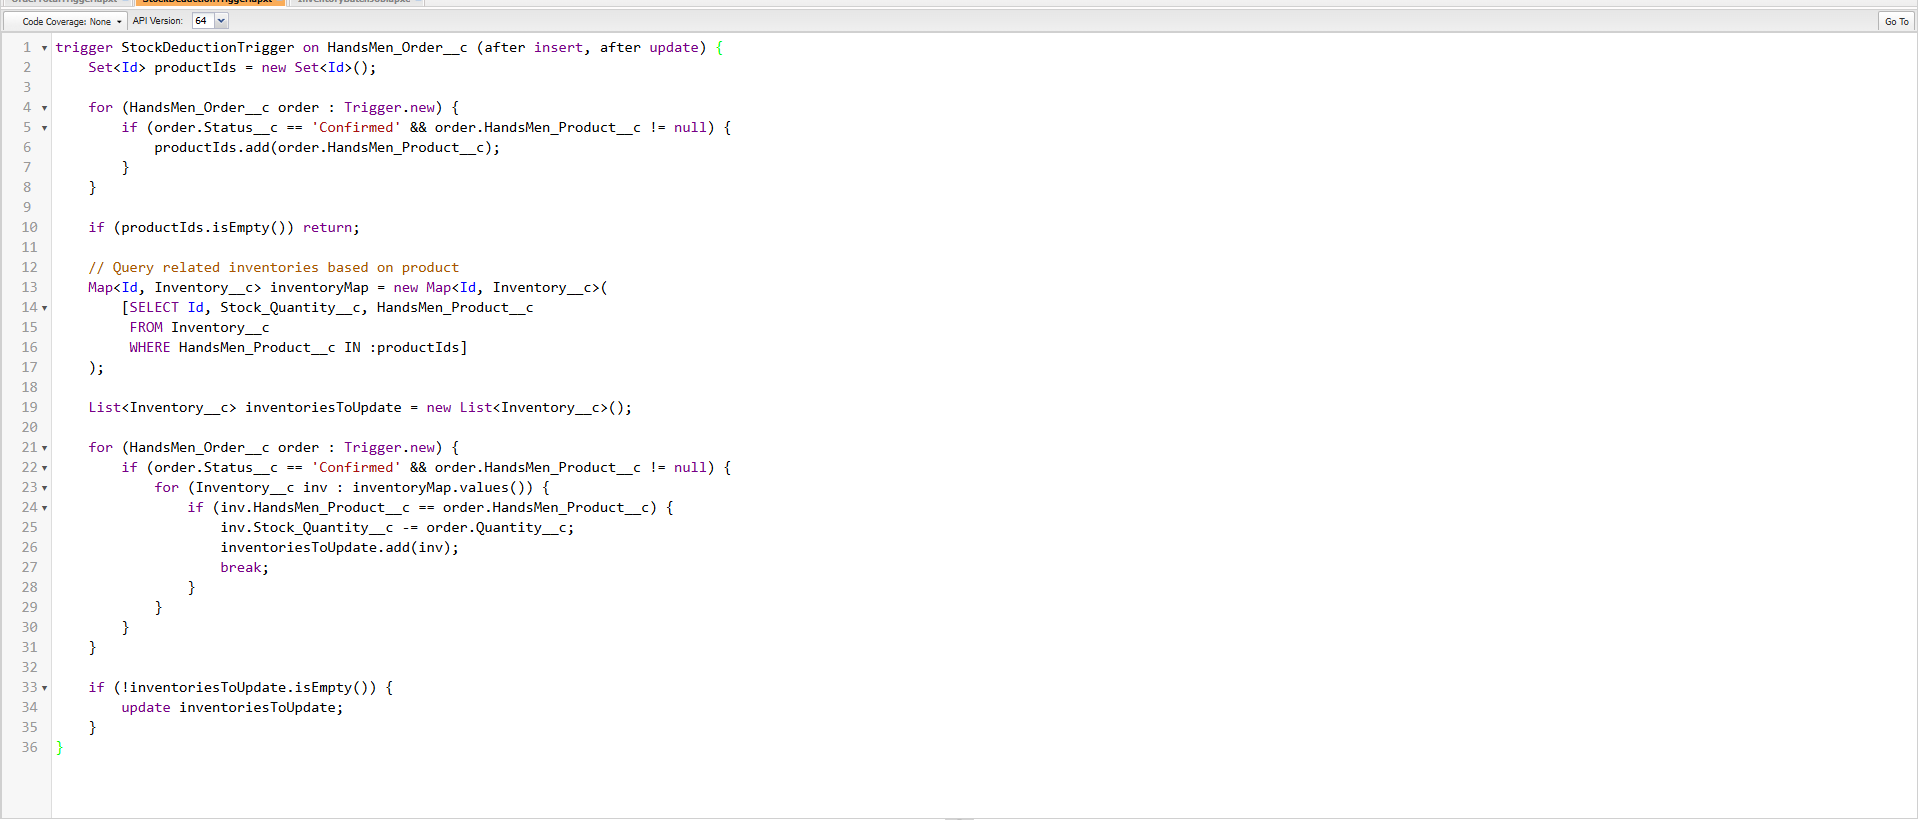 Code Coverage: None API Version: 64 Go To
1 trigger StockDeductionTrigger on HandsMen_Order__c (after insert, after update) {
2 Set<Id> productIds = new Set<Id>();
3
4 for (HandsMen_Order__c order : Trigger.new) {
5 if (order.Status__c == 'Confirmed' && order.HandsMen_Product__c != null) {
6 productIds.add(order.HandsMen_Product__c);
7 }
8 }
9
10 if (productIds.isEmpty()) return;
11
12 // Query related inventories based on product
13 Map<Id, Inventory__c> inventoryMap = new Map<Id, Inventory__c>(
14 [SELECT Id, Stock_Quantity__c, HandsMen_Product__c
15 FROM Inventory__c
16 WHERE HandsMen_Product__c IN :productIds]
17 );
18
19 List<Inventory__c> inventoriesToUpdate = new List<Inventory__c>();
20
21 for (HandsMen_Order__c order : Trigger.new) {
22 if (order.Status__c == 'Confirmed' && order.HandsMen_Product__c != null) {
23 for (Inventory__c inv : inventoryMap.values()) {
24 if (inv.HandsMen_Product__c == order.HandsMen_Product__c) {
25 inv.Stock_Quantity__c -= order.Quantity__c;
26 inventoriesToUpdate.add(inv);
27 break;
28 }
29 }
30 }
31 }
32
33 if (!inventoriesToUpdate.isEmpty()) {
34 update inventoriesToUpdate;
35 }
36 }